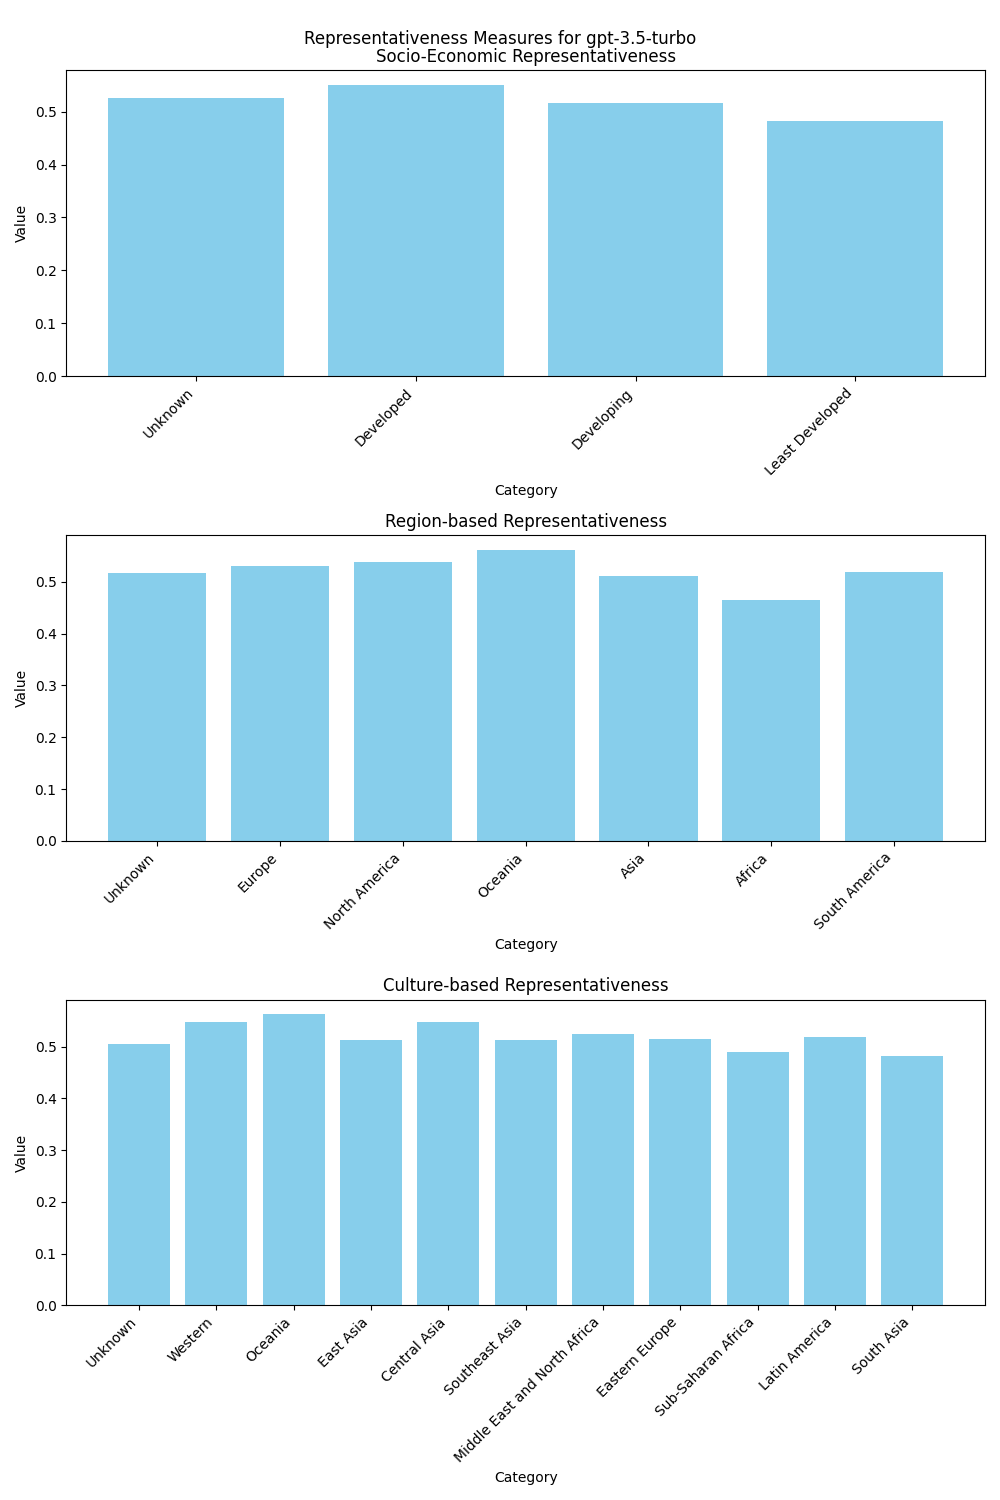 Representativeness Measures for gpt-3.5-turbo
Socio-Economic Representativeness
0.5
0.4
0.3
0.2
0.1
0.0
Value
Unknown
Developed
Developing
Least Developed
Category
Region-based Representativeness
0.5
0.4
0.3
0.2
0.1
0.0
Value
Unknown
Europe
North America
Oceania
Asia
Africa
South America
Category
Culture-based Representativeness
0.5
0.4
0.3
0.2
0.1
0.0
Value
Unknown
Western
Oceania
East Asia
Central Asia
Southeast Asia
Middle East and North Africa
Eastern Europe
Sub-Saharan Africa
Latin America
South Asia
Category